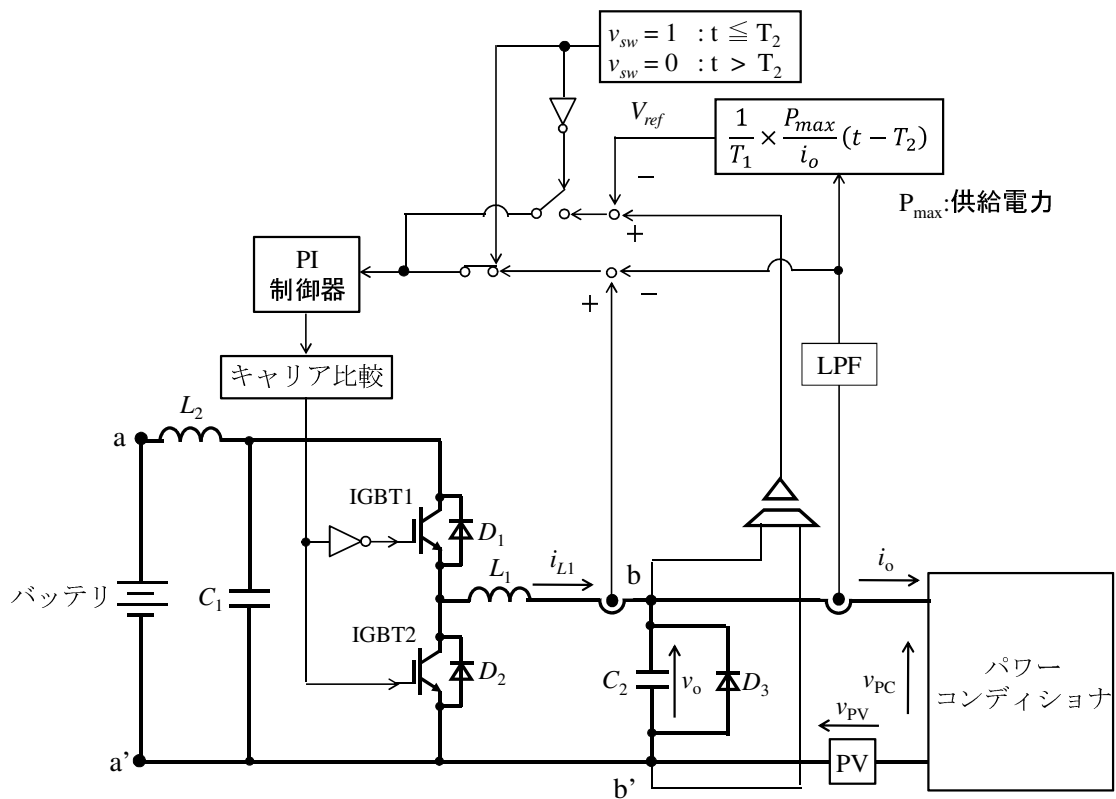 v_sw = 1 : t ≦ T₂
v_sw = 0 : t > T₂
V_ref
1/T₁ × P_max/i_o (t − T₂)
−
+
P_max:供給電力
PI
制御器
+
−
キャリア比較
LPF
L₂
a
IGBT1
D₁
L₁
i_L1
b
i_o
バッテリ
C₁
IGBT2
D₂
C₂
v_o
D₃
v_PC
パワー
コンディショナ
v_PV
a'
b'
PV